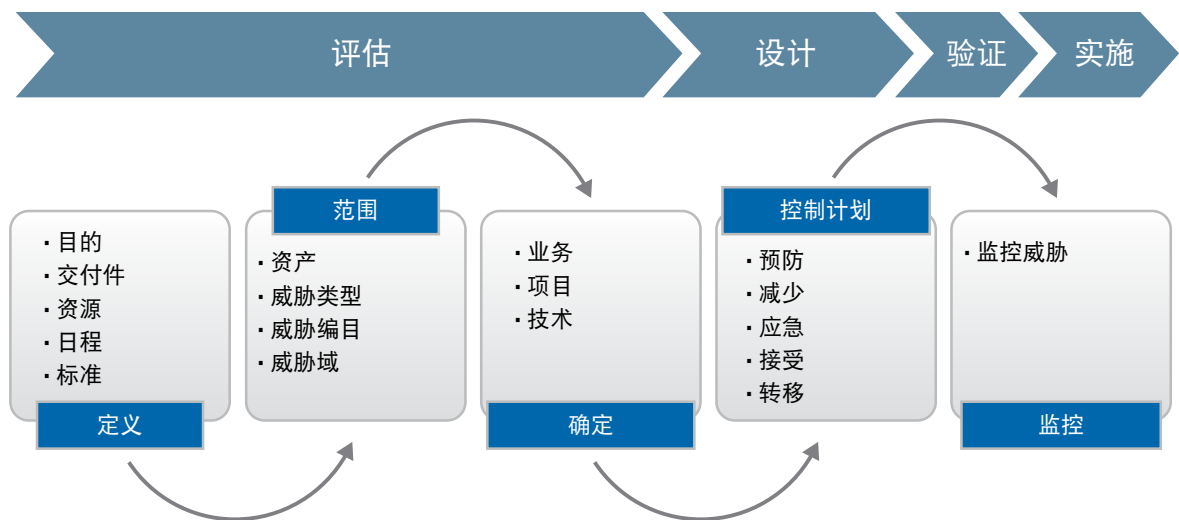 评估
设计
验证
实施
定义
· 目的
· 交付件
· 资源
· 日程
· 标准
范围
· 资产
· 威胁类型
· 威胁编目
· 威胁域
确定
· 业务
· 项目
· 技术
控制计划
· 预防
· 减少
· 应急
· 接受
· 转移
监控
· 监控威胁